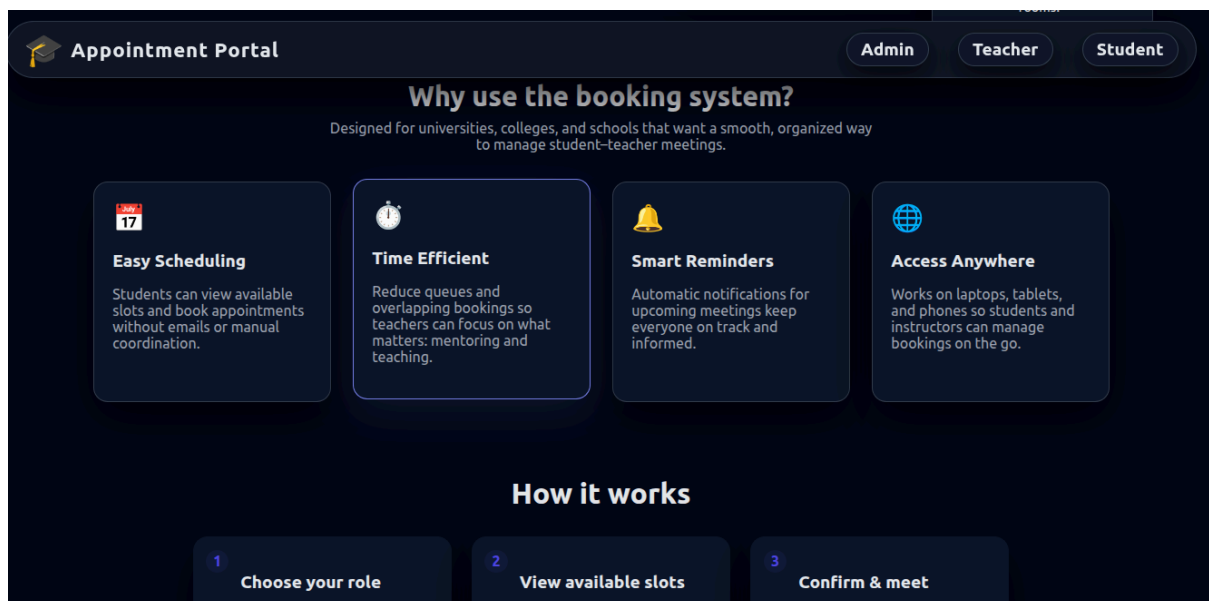 rooms.
🎓 Appointment Portal
Admin
Teacher
Student
Why use the booking system?
Designed for universities, colleges, and schools that want a smooth, organized way
to manage student–teacher meetings.
July
17
Easy Scheduling
Students can view available
slots and book appointments
without emails or manual
coordination.
Time Efficient
Reduce queues and
overlapping bookings so
teachers can focus on what
matters: mentoring and
teaching.
Smart Reminders
Automatic notifications for
upcoming meetings keep
everyone on track and
informed.
Access Anywhere
Works on laptops, tablets,
and phones so students and
instructors can manage
bookings on the go.
How it works
1
Choose your role
2
View available slots
3
Confirm & meet